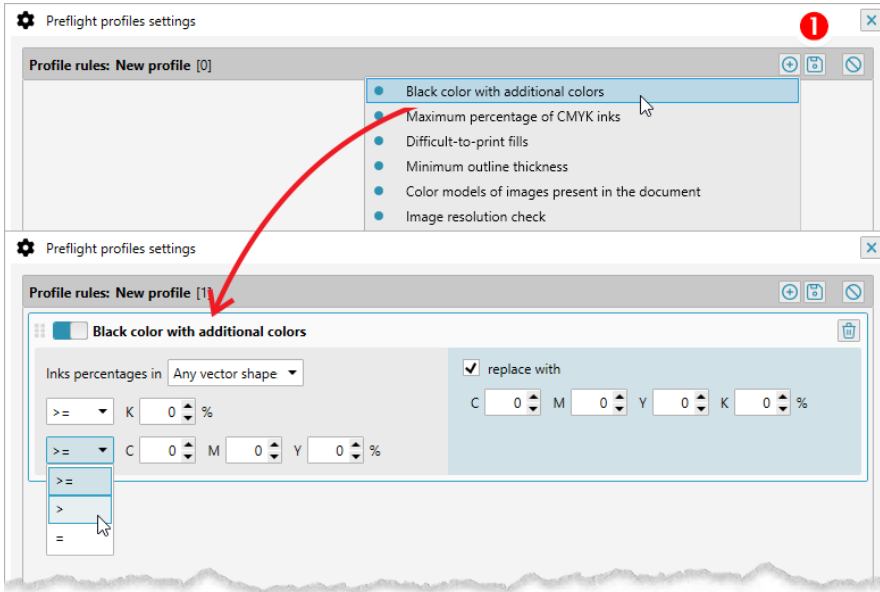 Preflight profiles settings
1
Profile rules: New profile [0]
Black color with additional colors
Maximum percentage of CMYK inks
Difficult-to-print fills
Minimum outline thickness
Color models of images present in the document
Image resolution check
Preflight profiles settings
Profile rules: New profile [1]
Black color with additional colors
Inks percentages in Any vector shape
>= K 0 %
>= C 0 M 0 Y 0 %
>=
>
=
replace with
C 0 M 0 Y 0 K 0 %